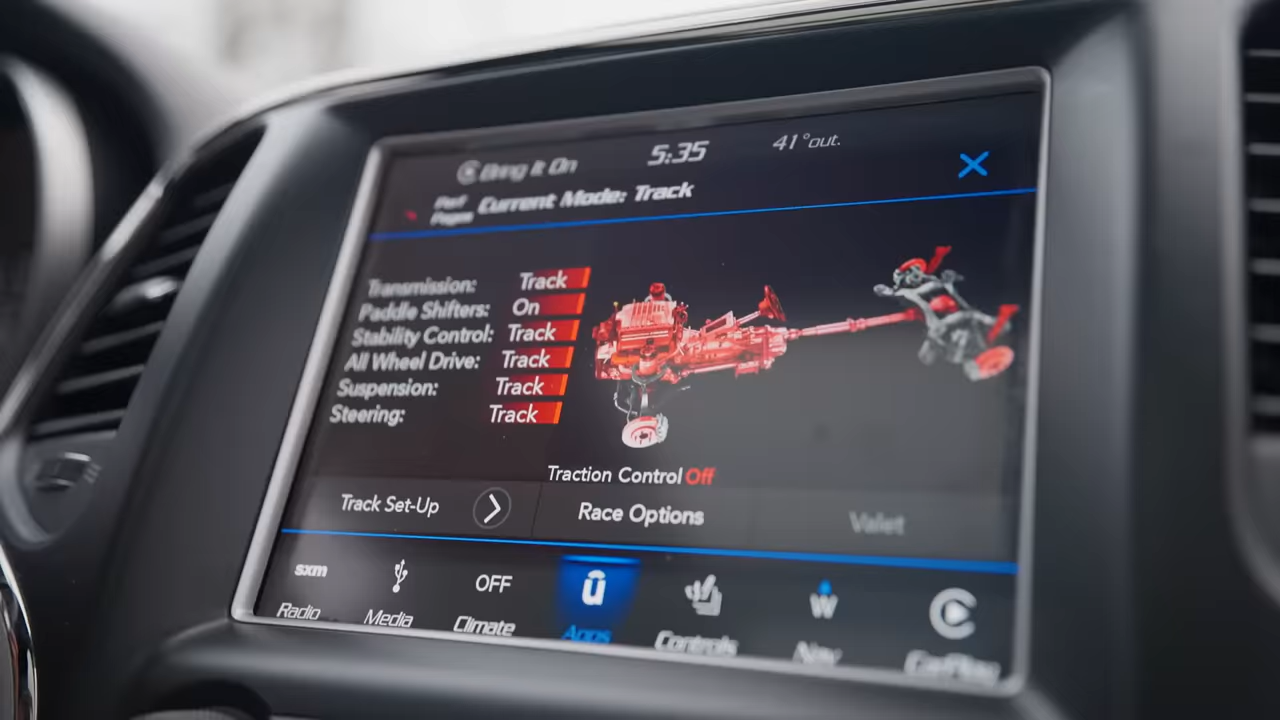 Bring It On 5:35 41°out.
Perf Pages Current Mode: Track
Transmission: Track
Paddle Shifters: On
Stability Control: Track
All Wheel Drive: Track
Suspension: Track
Steering: Track
Traction Control Off
Track Set-Up Race Options Valet
sxm OFF û W
Radio Media Climate Apps Controls Nav CarPlay